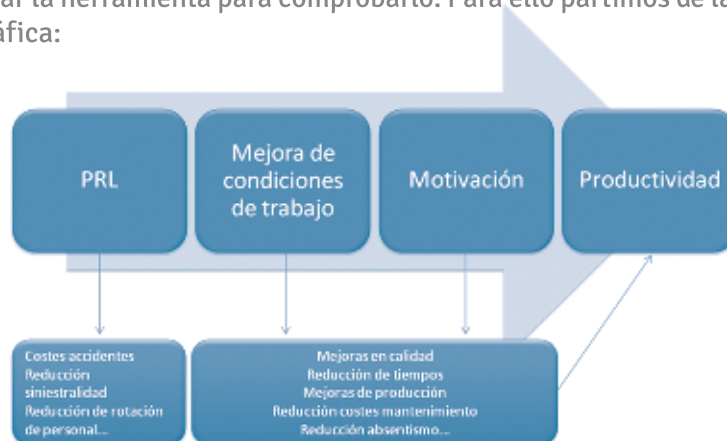 ar la herramienta para comprobarlo. Para ello partimos de la
áfica:
PRL
Mejora de
condiciones
de trabajo
Motivación
Productividad
Costes accidentes
Reducción
siniestralidad
Reducción de rotación
de personal...
Mejoras en calidad
Reducción de tiempos
Mejoras de producción
Reducción costes mantenimiento
Reducción absentismo...